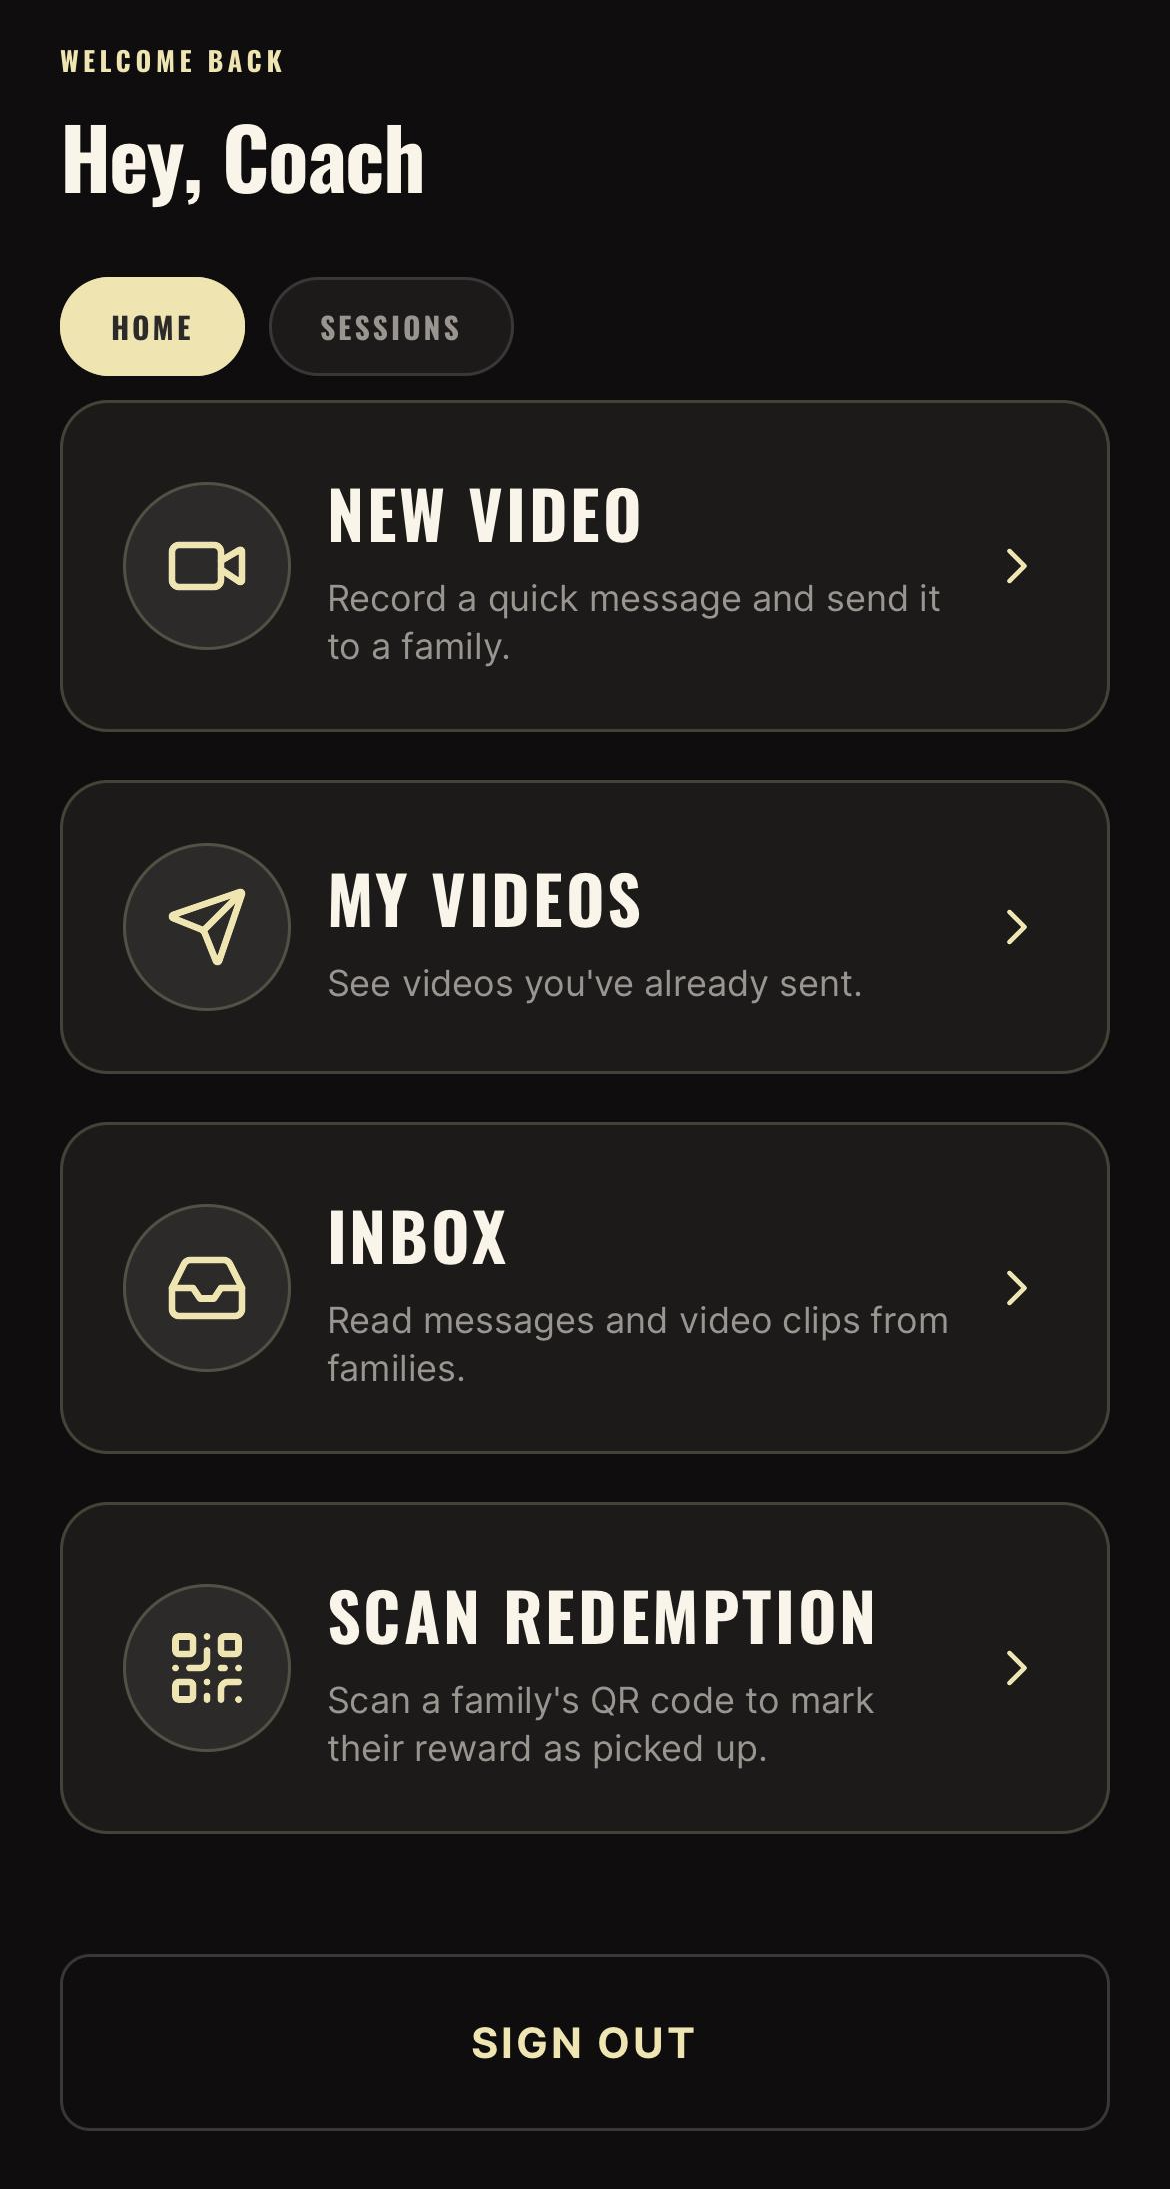 WELCOME BACK
Hey, Coach
HOME
SESSIONS
NEW VIDEO
Record a quick message and send it
to a family.
MY VIDEOS
See videos you've already sent.
INBOX
Read messages and video clips from
families.
SCAN REDEMPTION
Scan a family's QR code to mark
their reward as picked up.
SIGN OUT